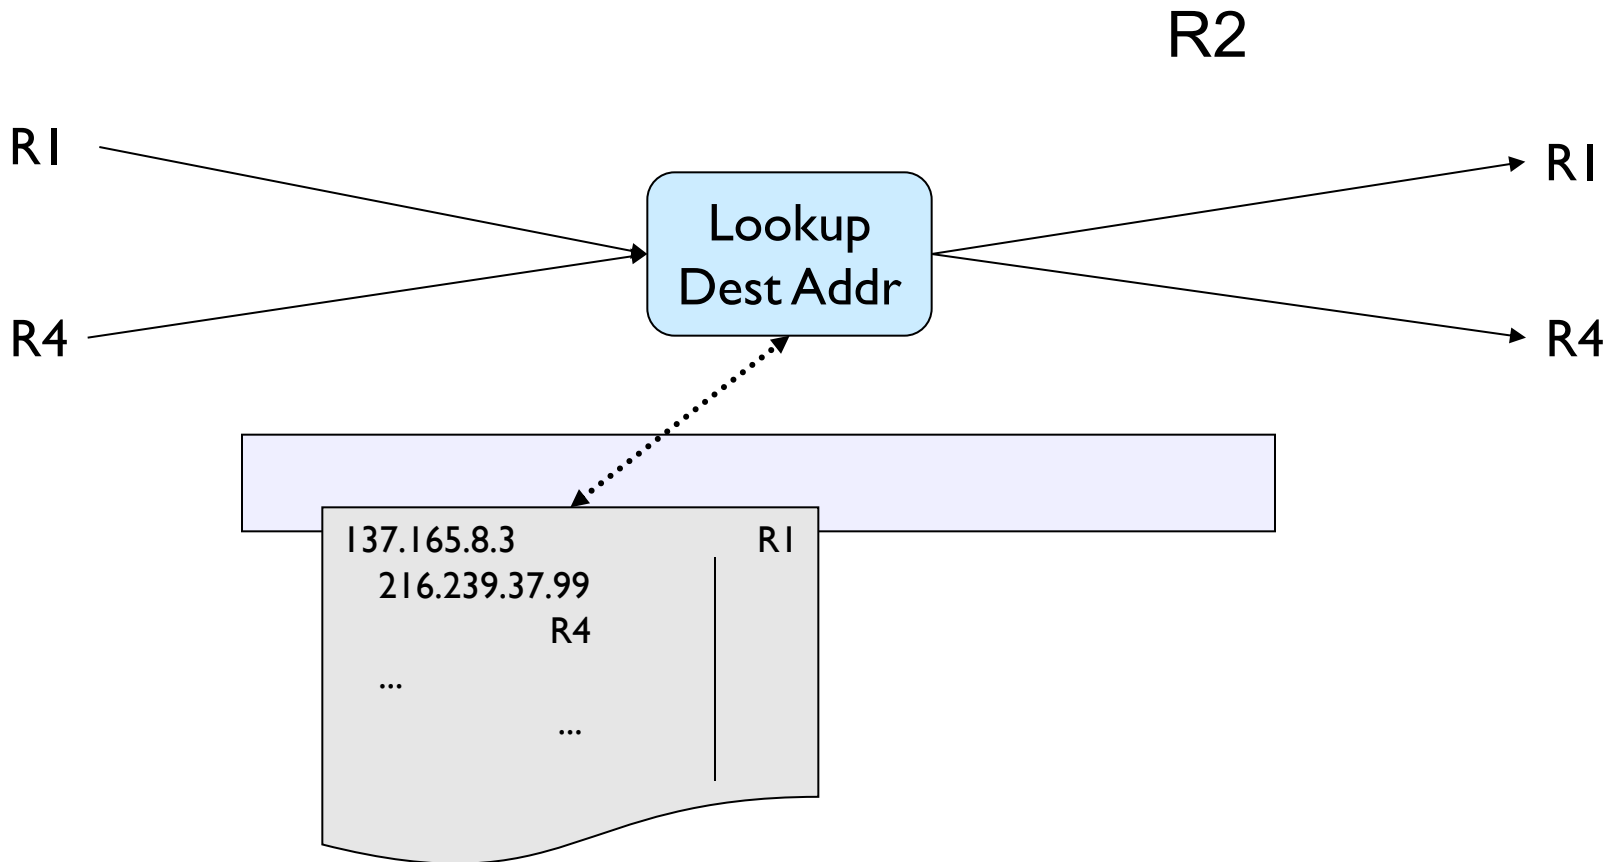 R2
R1
R1
Lookup
Dest Addr
R4
R4
137.165.8.3 R1
216.239.37.99
R4
...
...